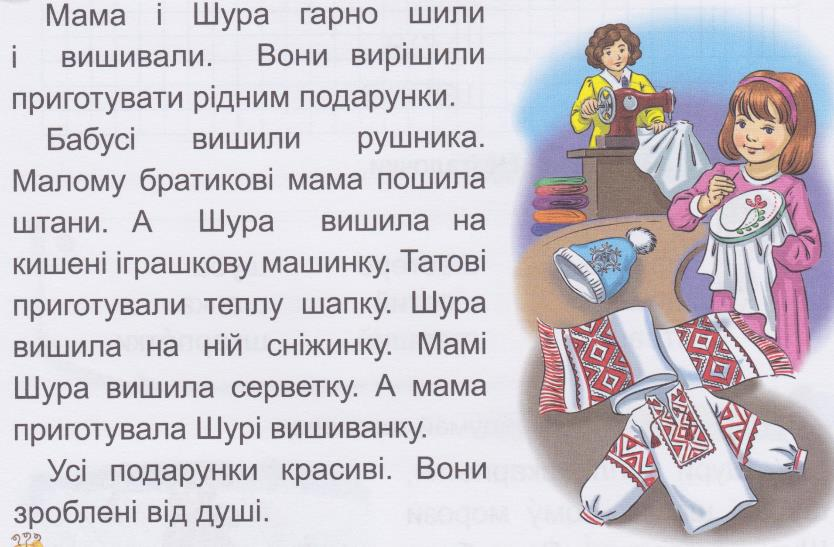 Мама і Шура гарно шили
і вишивали. Вони вирішили
приготувати рідним подарунки.
Бабусі вишили рушника.
Малому братикові мама пошила
штани. А Шура вишила на
кишені іграшкову машинку. Татові
приготували теплу шапку. Шура
вишила на ній сніжинку. Мамі
Шура вишила серветку. А мама
приготувала Шурі вишиванку.
Усі подарунки красиві. Вони
зроблені від душі.